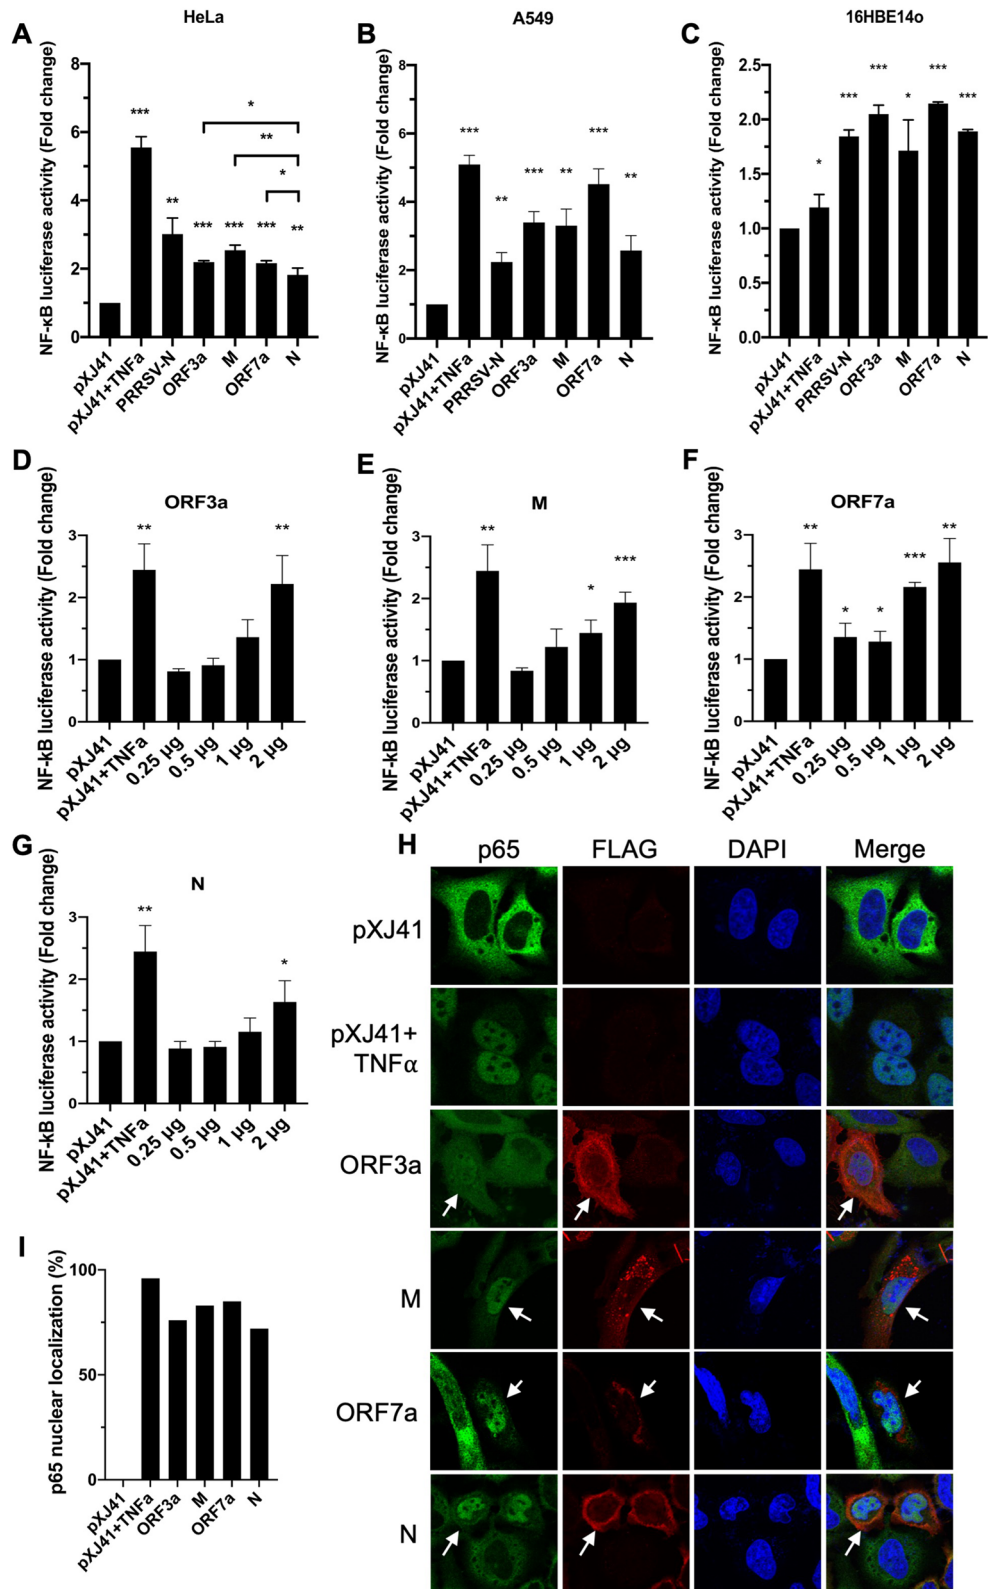 HeLa
A
NF-κB luciferase activity (Fold change)
8
6
4
2
0
***
**
***
***
***
**
*
**
*
pXJ41
pXJ41+TNFa
PRRSV-N
ORF3a
M
ORF7a
N
A549
B
NF-κB luciferase activity (Fold change)
8
6
4
2
0
***
**
***
**
***
**
pXJ41
pXJ41+TNFa
PRRSV-N
ORF3a
M
ORF7a
N
16HBE14o
C
NF-κB luciferase activity (Fold change)
2.5
2.0
1.5
1.0
0.5
0.0
*
***
***
*
***
***
pXJ41
pXJ41+TNFa
PRRSV-N
ORF3a
M
ORF7a
N
D
ORF3a
NF-kB luciferase activity (Fold change)
3
2
1
0
**
**
pXJ41
pXJ41+TNFa
0.25 µg
0.5 µg
1 µg
2 µg
E
M
NF-kB luciferase activity (Fold change)
3
2
1
0
**
*
***
pXJ41
pXJ41+TNFa
0.25 µg
0.5 µg
1 µg
2 µg
F
ORF7a
NF-kB luciferase activity (Fold change)
3
2
1
0
**
*
*
***
**
pXJ41
pXJ41+TNFa
0.25 µg
0.5 µg
1 µg
2 µg
G
N
NF-kB luciferase activity (Fold change)
3
2
1
0
**
*
pXJ41
pXJ41+TNFa
0.25 µg
0.5 µg
1 µg
2 µg
H
p65 FLAG DAPI Merge
pXJ41
pXJ41+
TNFα
ORF3a
M
ORF7a
N
I
p65 nuclear localization (%)
100
50
0
pXJ41
pXJ41+TNFa
ORF3a
M
ORF7a
N